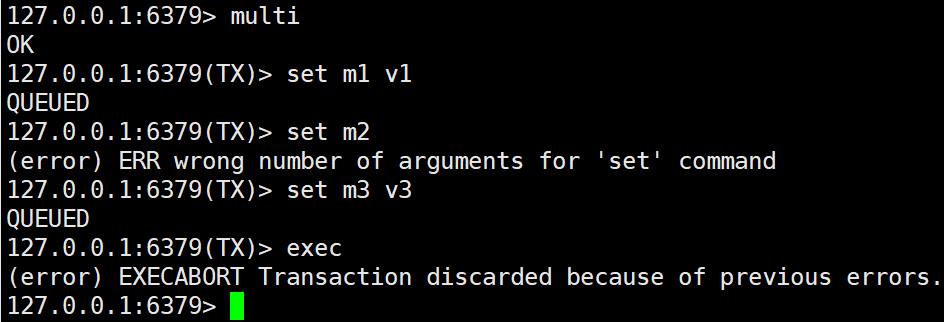 127.0.0.1:6379> multi
OK
127.0.0.1:6379(TX)> set m1 v1
QUEUED
127.0.0.1:6379(TX)> set m2
(error) ERR wrong number of arguments for 'set' command
127.0.0.1:6379(TX)> set m3 v3
QUEUED
127.0.0.1:6379(TX)> exec
(error) EXECABORT Transaction discarded because of previous errors.
127.0.0.1:6379>